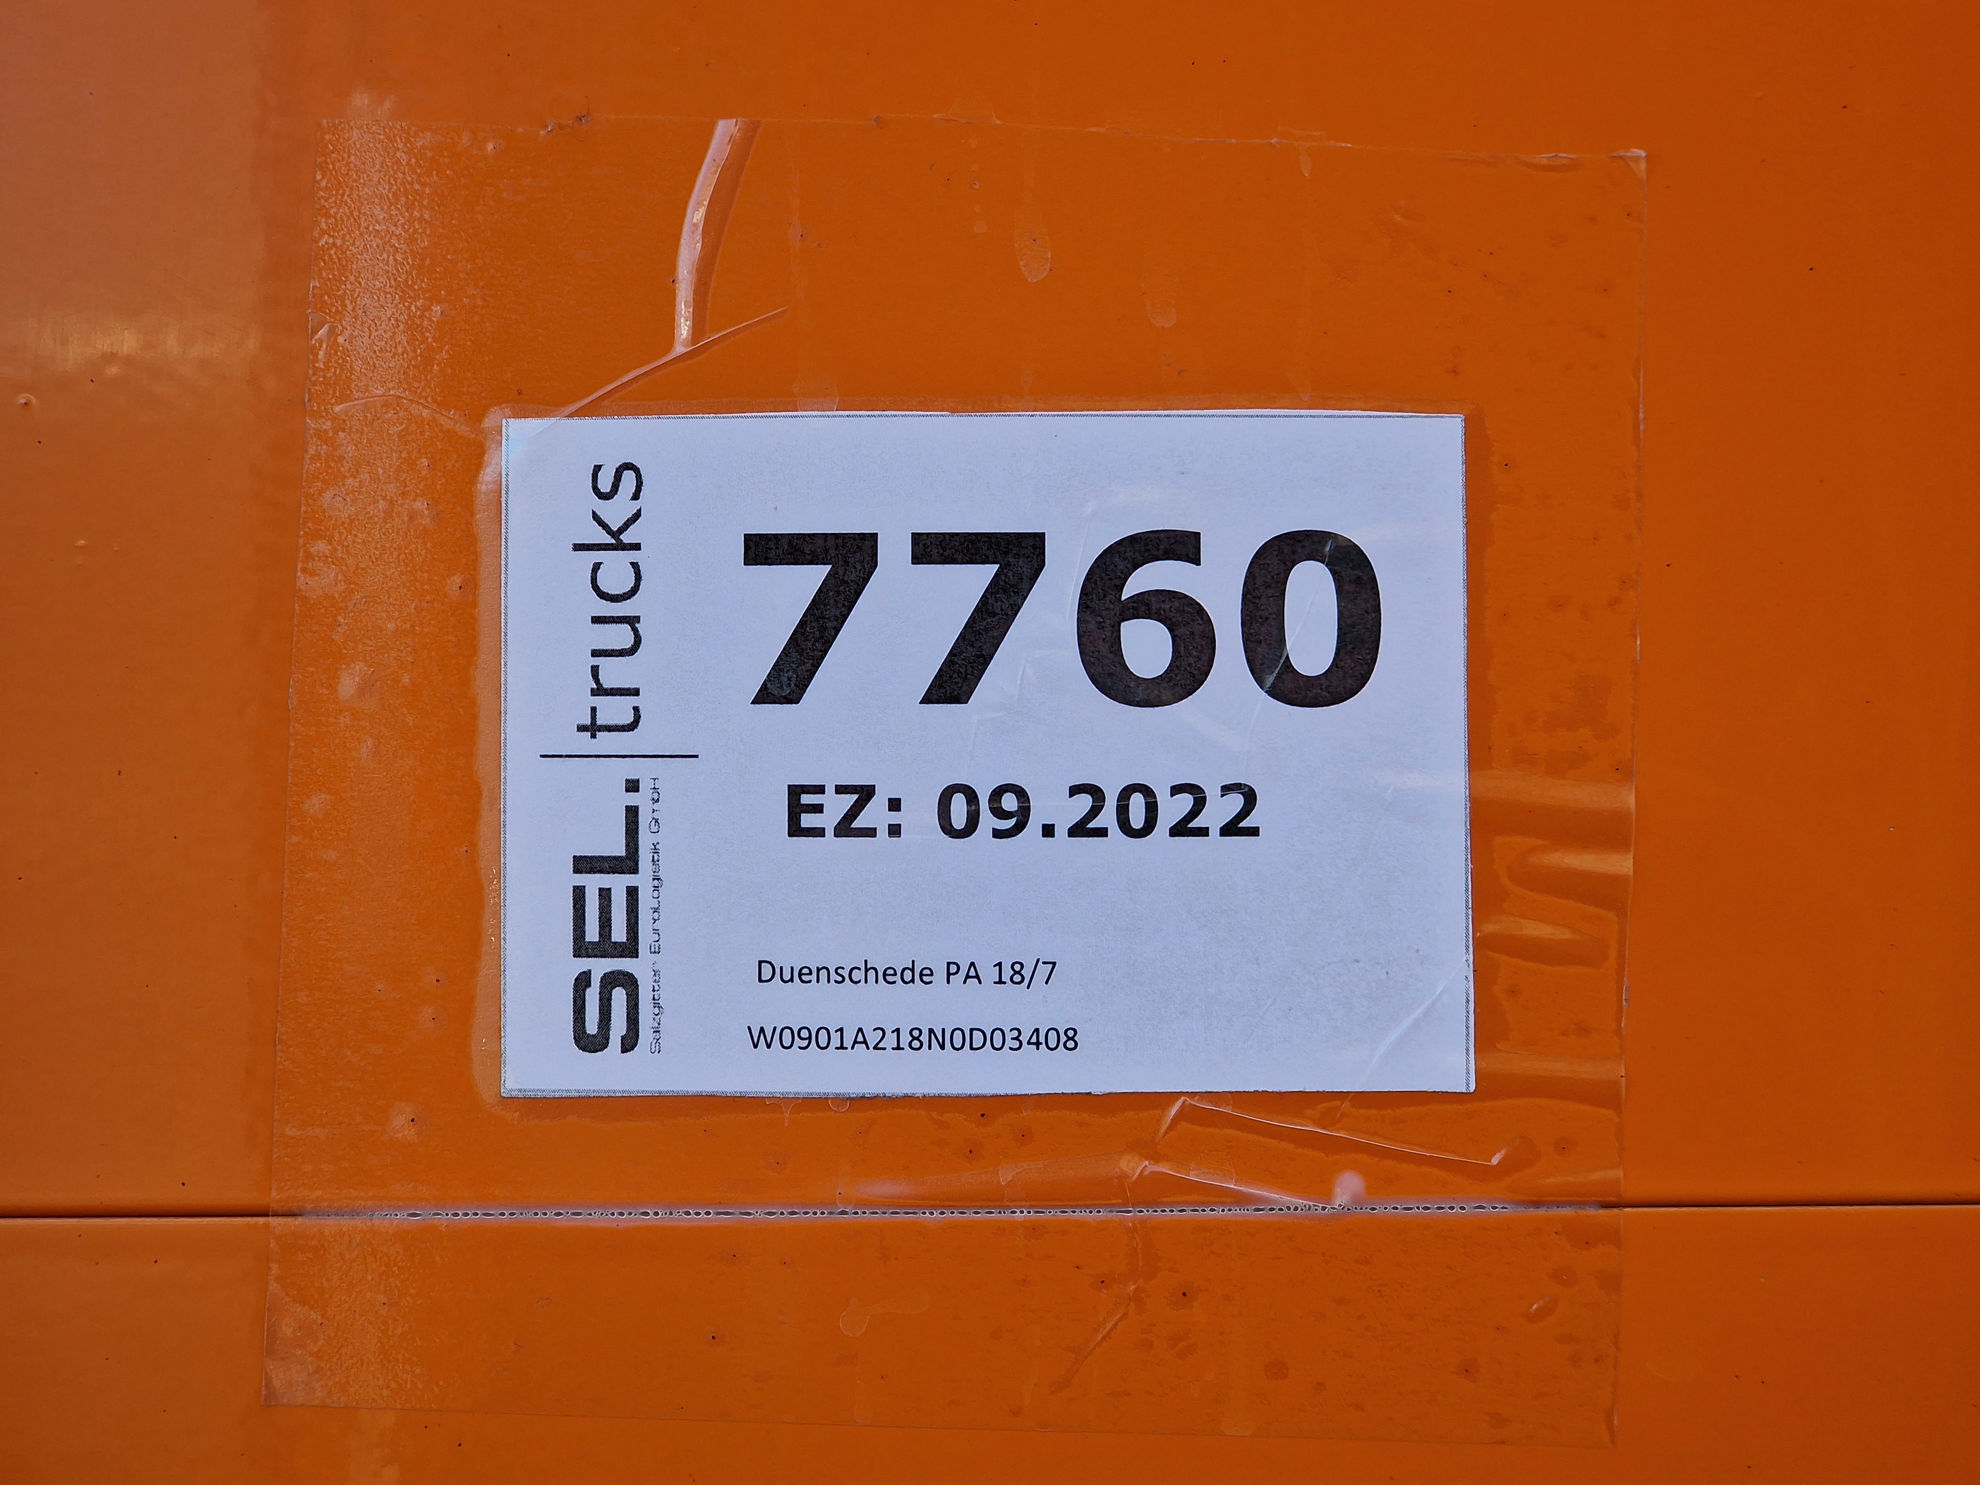 SEL. | trucks
Salzgitter EuroLogistik GmbH
7760
EZ: 09.2022
Duenschede PA 18/7
W0901A218N0D03408